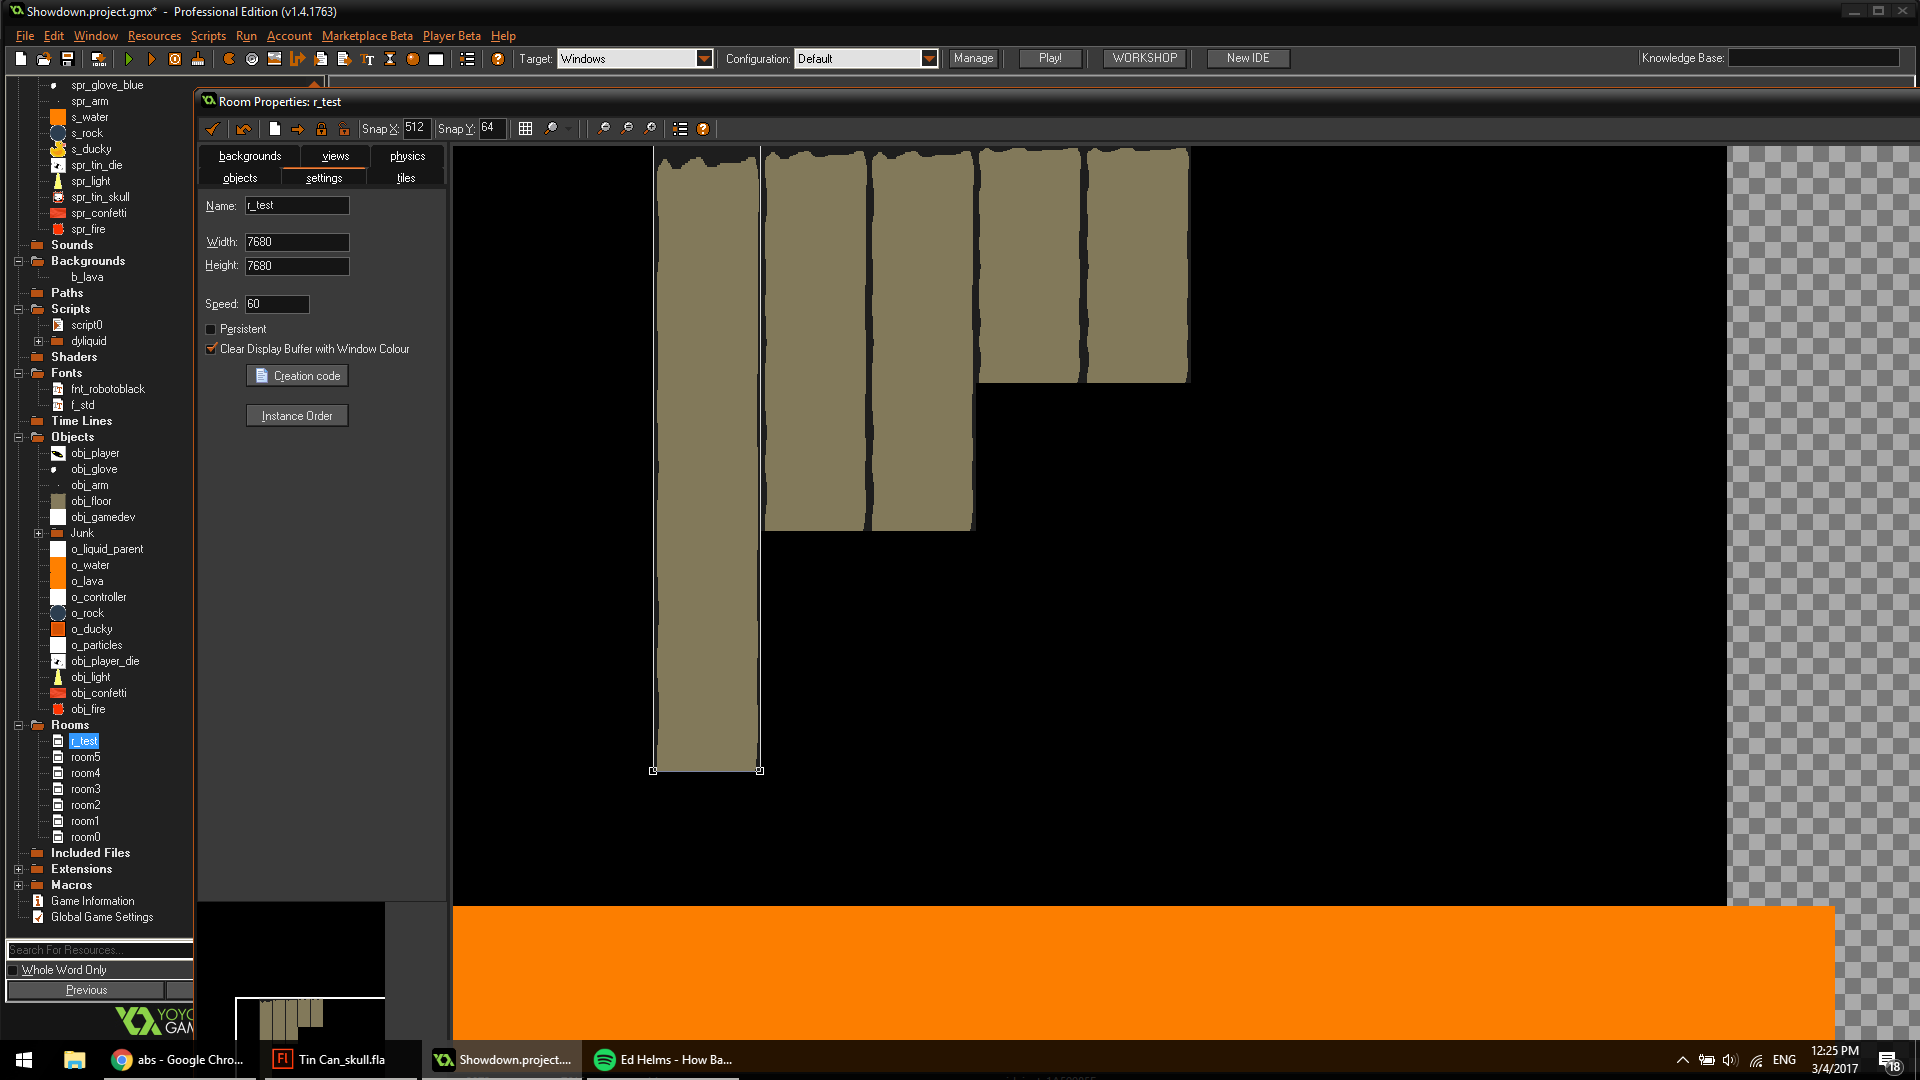 Showdown.project.gmx* - Professional Edition (v1.4.1763)
File Edit Window Resources Scripts Run Account Marketplace Beta Player Beta Help
Target: Windows Configuration: Default Manage Play! WORKSHOP New IDE Knowledge Base:
spr_glove_blue
spr_arm
s_water
s_rock
s_ducky
spr_tin_die
spr_light
spr_tin_skull
spr_confetti
spr_fire
Sounds
Backgrounds
b_lava
Paths
Scripts
script0
dyliquid
Shaders
Fonts
fnt_robotoblack
f_std
Time Lines
Objects
obj_player
obj_glove
obj_arm
obj_floor
obj_gamedev
Junk
o_liquid_parent
o_water
o_lava
o_controller
o_rock
o_ducky
o_particles
obj_player_die
obj_light
obj_confetti
obj_fire
Rooms
r_test
room5
room4
room3
room2
room1
room0
Included Files
Extensions
Macros
Game Information
Global Game Settings
Search For Resources...
Whole Word Only
Previous
YOYO
GAM
Room Properties: r_test
Snap X: 512 Snap Y: 64
backgrounds views physics
objects settings tiles
Name: r_test
Width: 7680
Height: 7680
Speed: 60
Persistent
Clear Display Buffer with Window Colour
Creation code
Instance Order
abs - Google Chro...
Fl Tin Can_skull.fla
Showdown.project....
Ed Helms - How Ba...
ENG
12:25 PM
3/4/2017
18